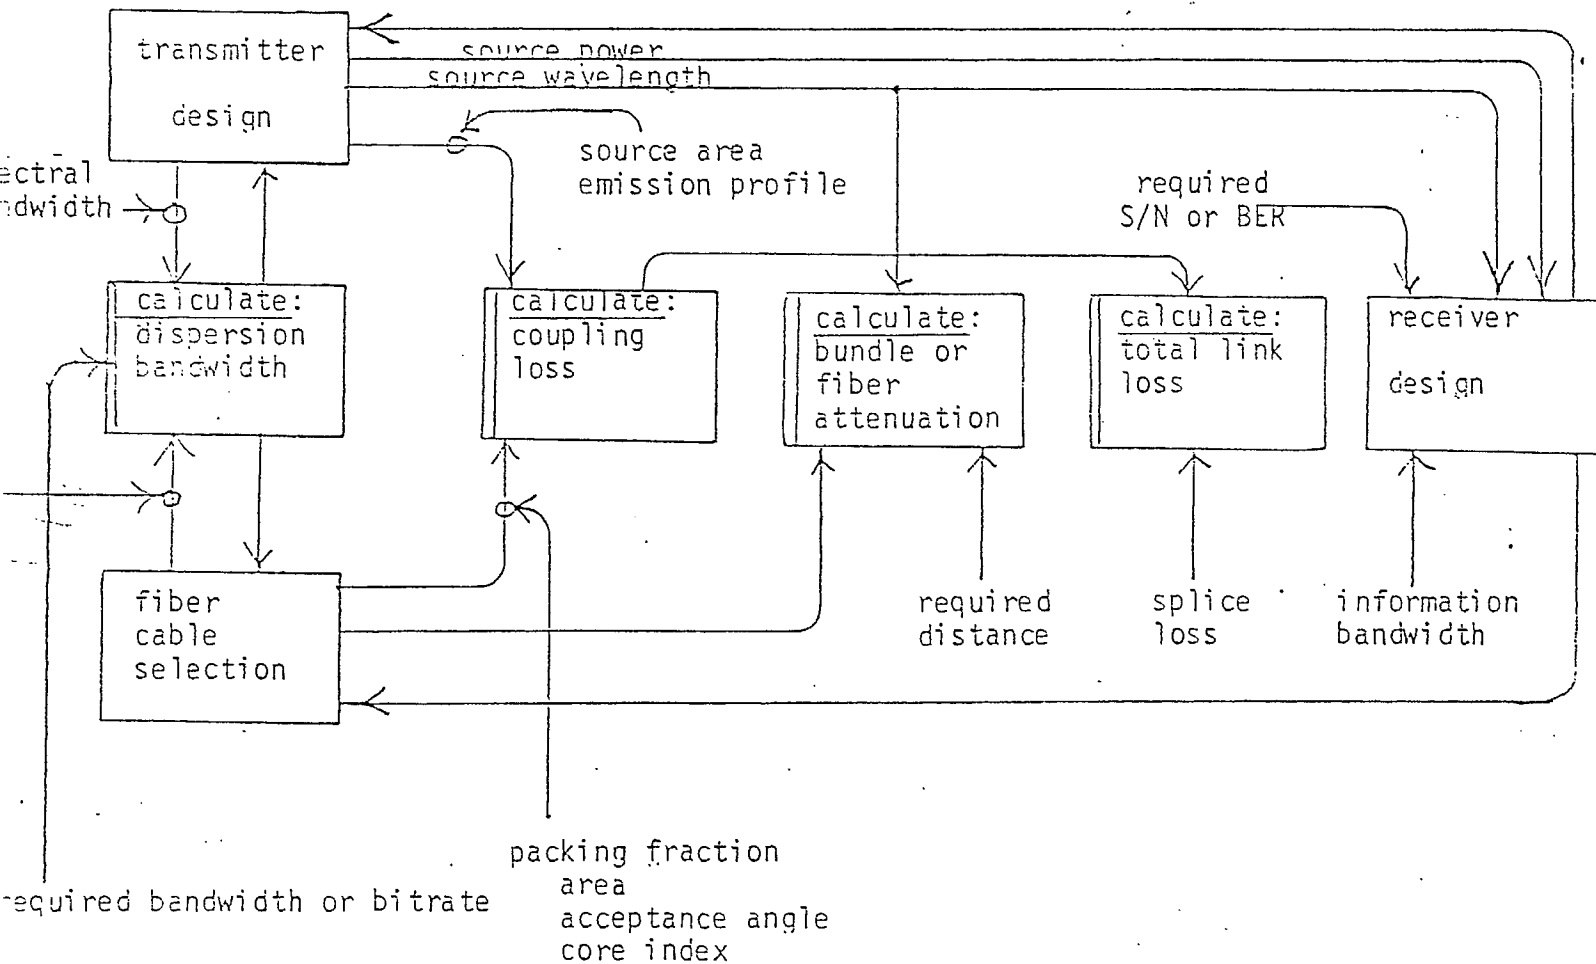 transmitter
design
source power
source wavelength
source area
emission profile
ectral
ndwidth
required
S/N or BER
calculate:
dispersion
bandwidth
calculate:
coupling
loss
calculate:
bundle or
fiber
attenuation
calculate:
total link
loss
receiver
design
fiber
cable
selection
required
distance
splice
loss
information
bandwidth
required bandwidth or bitrate
packing fraction
area
acceptance angle
core index